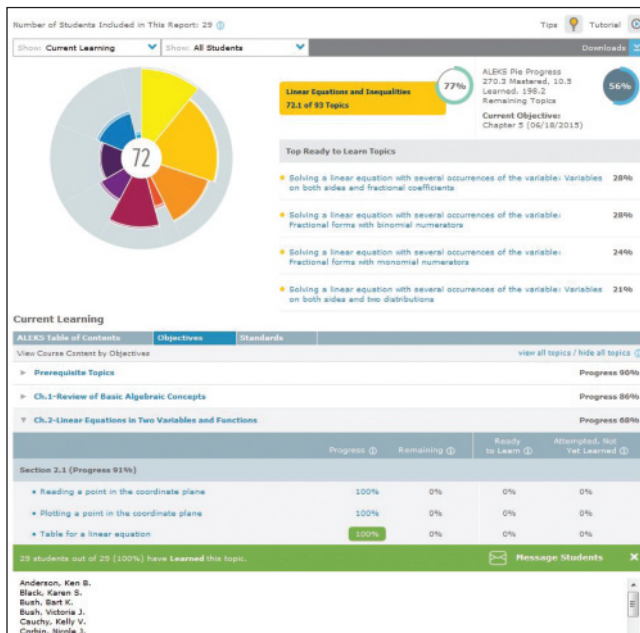 Number of Students Included in This Report: 29
Tips
Tutorial
Show: Current Learning
Show: All Students
Downloads
72
Linear Equations and Inequalities
72.1 of 93 Topics
77%
ALEKS Pie Progress
270.3 Mastered, 10.5
Learned, 198.2
Remaining Topics
Current Objective:
Chapter 5 (06/18/2015)
56%
Top Ready to Learn Topics
Solving a linear equation with several occurrences of the variable: Variables 28%
on both sides and fractional coefficients
Solving a linear equation with several occurrences of the variable: 28%
Fractional forms with binomial numerators
Solving a linear equation with several occurrences of the variable: 24%
Fractional forms with monomial numerators
Solving a linear equation with several occurrences of the variable: Variables 21%
on both sides and two distributions
Current Learning
ALEKS Table of Contents
Objectives
Standards
View Course Content by Objectives
view all topics / hide all topics
Prerequisite Topics Progress 90%
Ch.1-Review of Basic Algebraic Concepts Progress 86%
Ch.2-Linear Equations in Two Variables and Functions Progress 68%
Progress
Remaining
Ready
to Learn
Attempted, Not
Yet Learned
Section 2.1 (Progress 91%)
Reading a point in the coordinate plane 100% 0% 0% 0%
Plotting a point in the coordinate plane 100% 0% 0% 0%
Table for a linear equation 100% 0% 0% 0%
29 students out of 29 (100%) have Learned this topic.
Message Students
Anderson, Ken B.
Black, Karen S.
Bush, Bart K.
Bush, Victoria J.
Cauchy, Kelly V.
Corbin, Nicole J.